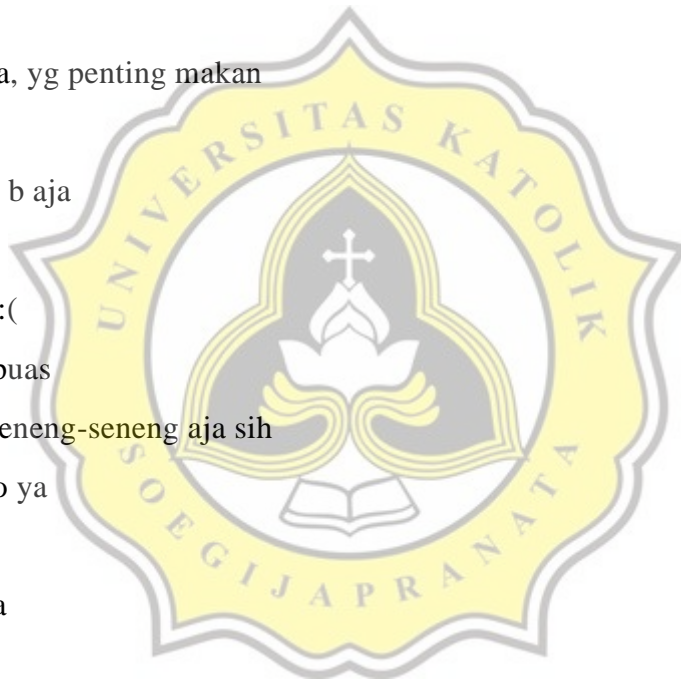 a, yg penting makan
b aja
:(
puas
eneng-seneng aja sih
o ya
a
UNIVERSITAS KATOLIK
SOEGIJAPRANATA